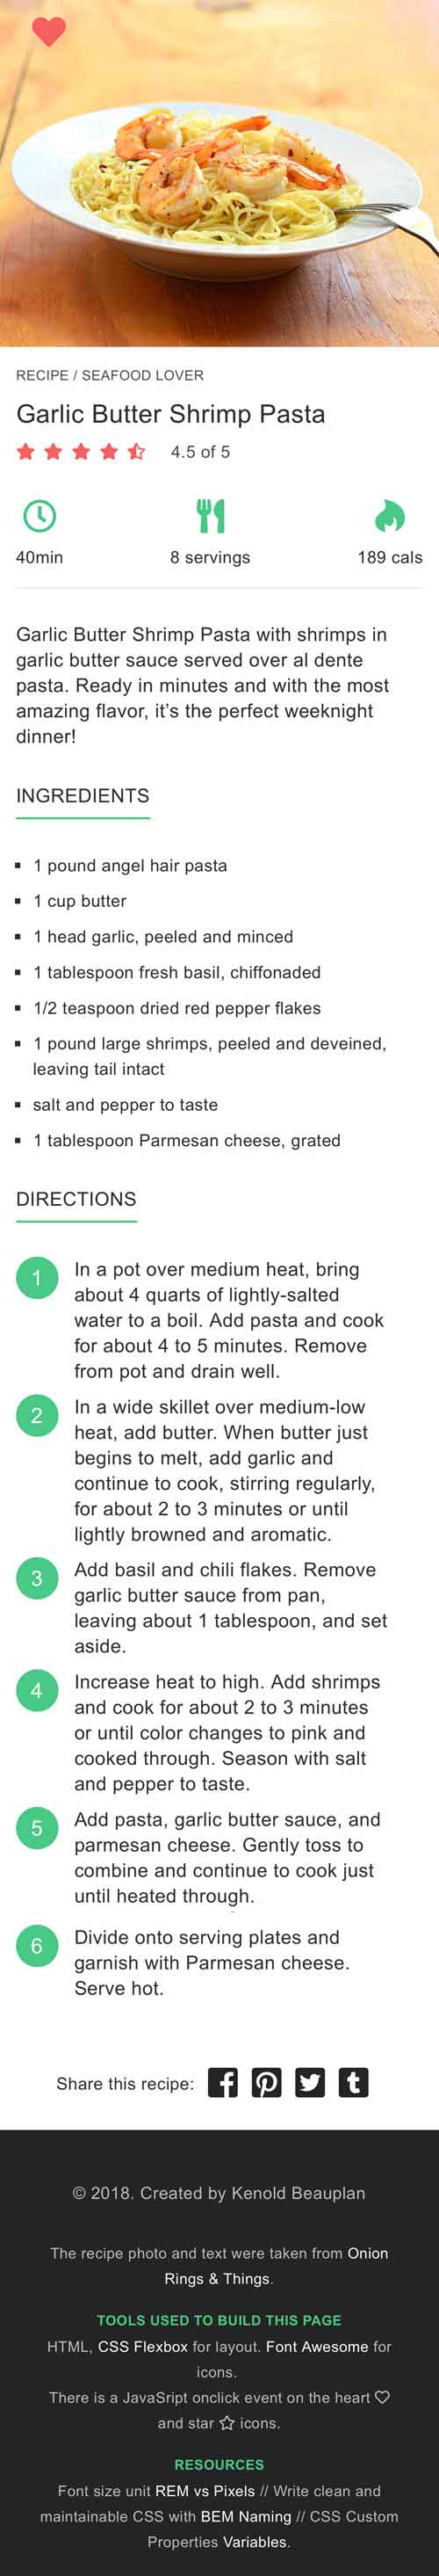 RECIPE / SEAFOOD LOVER
Garlic Butter Shrimp Pasta
4.5 of 5
40min
8 servings
189 cals
Garlic Butter Shrimp Pasta with shrimps in
garlic butter sauce served over al dente
pasta. Ready in minutes and with the most
amazing flavor, it’s the perfect weeknight
dinner!
INGREDIENTS
▪ 1 pound angel hair pasta
▪ 1 cup butter
▪ 1 head garlic, peeled and minced
▪ 1 tablespoon fresh basil, chiffonaded
▪ 1/2 teaspoon dried red pepper flakes
▪ 1 pound large shrimps, peeled and deveined,
leaving tail intact
▪ salt and pepper to taste
▪ 1 tablespoon Parmesan cheese, grated
DIRECTIONS
1 In a pot over medium heat, bring
about 4 quarts of lightly-salted
water to a boil. Add pasta and cook
for about 4 to 5 minutes. Remove
from pot and drain well.
2 In a wide skillet over medium-low
heat, add butter. When butter just
begins to melt, add garlic and
continue to cook, stirring regularly,
for about 2 to 3 minutes or until
lightly browned and aromatic.
3 Add basil and chili flakes. Remove
garlic butter sauce from pan,
leaving about 1 tablespoon, and set
aside.
4 Increase heat to high. Add shrimps
and cook for about 2 to 3 minutes
or until color changes to pink and
cooked through. Season with salt
and pepper to taste.
5 Add pasta, garlic butter sauce, and
parmesan cheese. Gently toss to
combine and continue to cook just
until heated through.
6 Divide onto serving plates and
garnish with Parmesan cheese.
Serve hot.
Share this recipe:
© 2018. Created by Kenold Beauplan
The recipe photo and text were taken from Onion
Rings & Things.
TOOLS USED TO BUILD THIS PAGE
HTML, CSS Flexbox for layout. Font Awesome for
icons.
There is a JavaSript onclick event on the heart ♡
and star ☆ icons.
RESOURCES
Font size unit REM vs Pixels // Write clean and
maintainable CSS with BEM Naming // CSS Custom
Properties Variables.